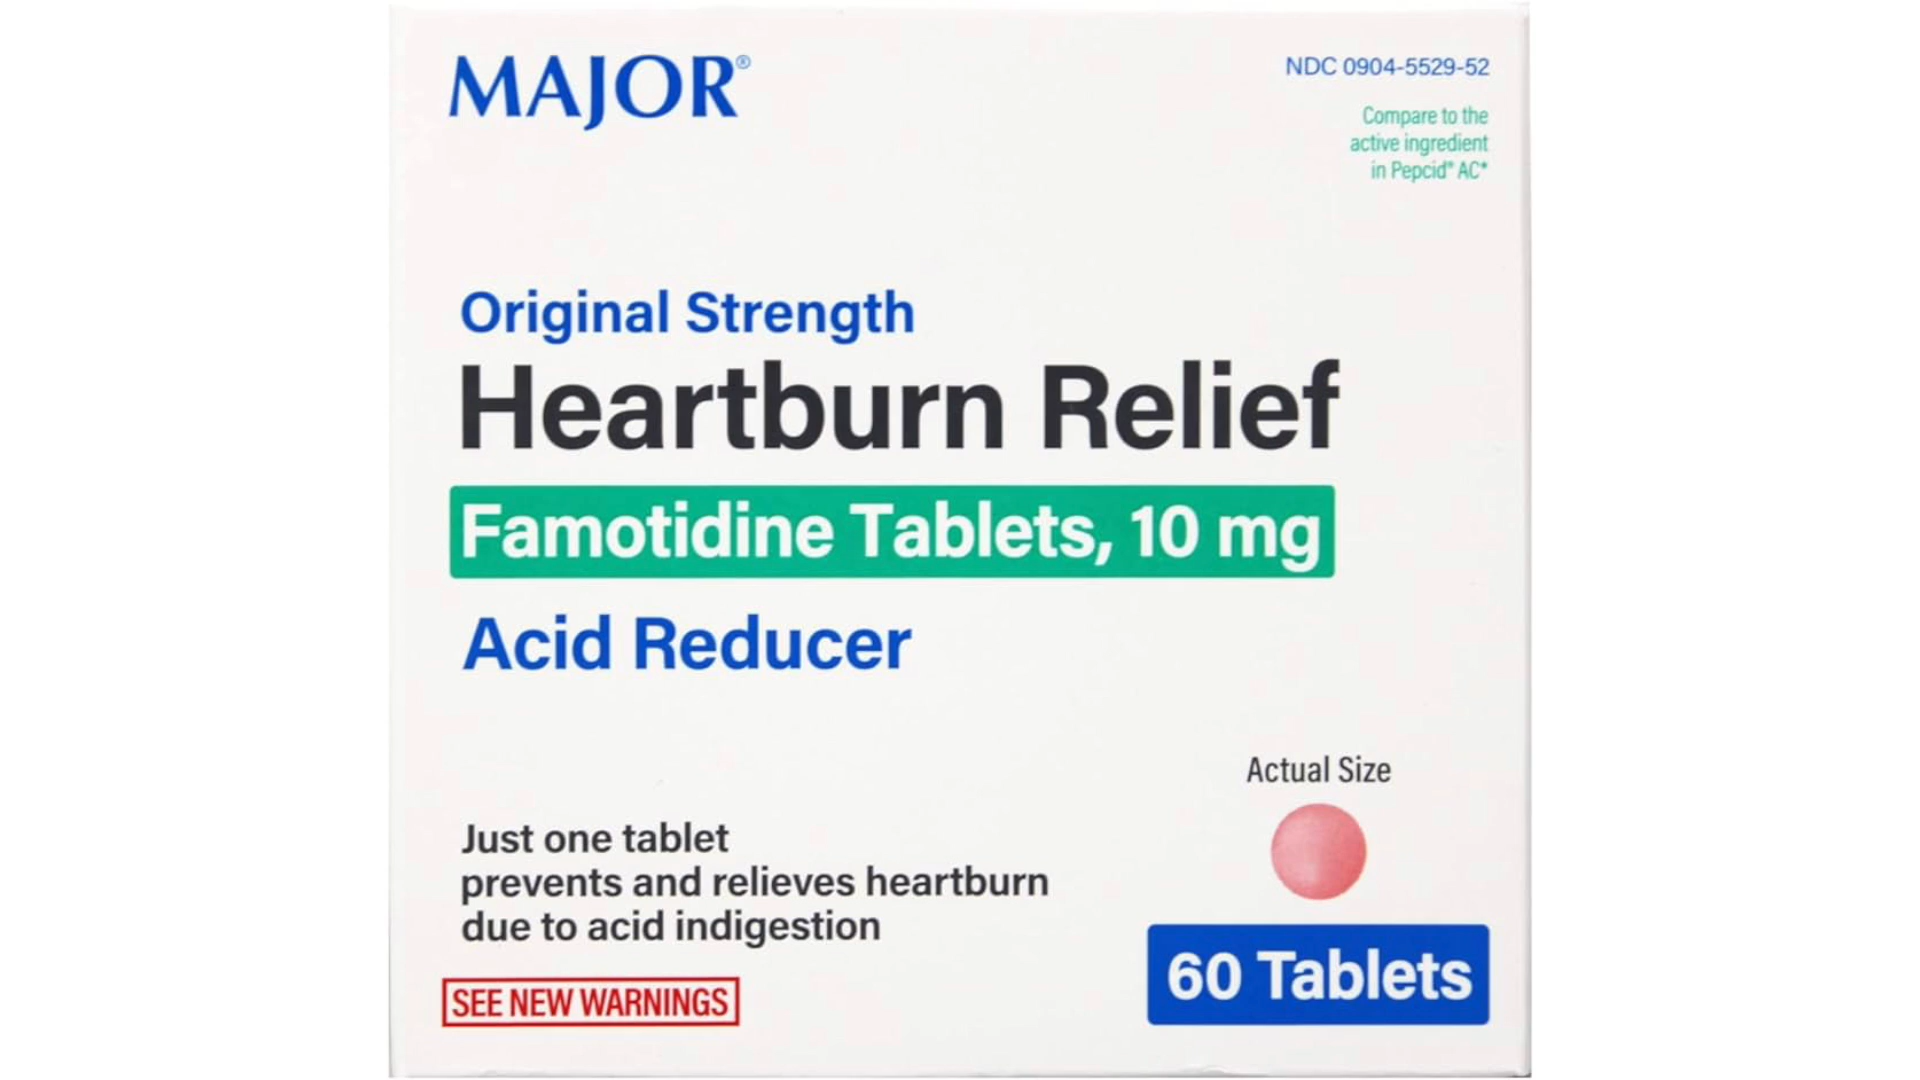 MAJOR®
NDC 0904-5529-52
Compare to the
active ingredient
in Pepcid® AC*
Original Strength
Heartburn Relief
Famotidine Tablets, 10 mg
Acid Reducer
Actual Size
Just one tablet
prevents and relieves heartburn
due to acid indigestion
60 Tablets
SEE NEW WARNINGS